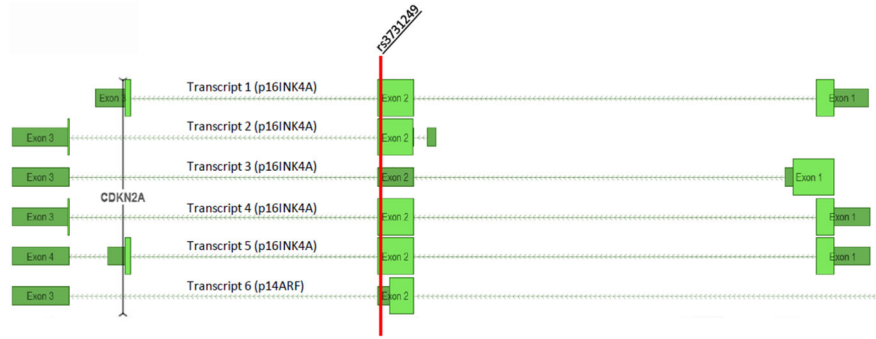 rs3731249
Exon 3 Transcript 1 (p16INK4A) Exon 2 Exon 1
Exon 3 Transcript 2 (p16INK4A) Exon 2
Exon 3 Transcript 3 (p16INK4A) Exon 2 Exon 1
CDKN2A
Exon 3 Transcript 4 (p16INK4A) Exon 2 Exon 1
Exon 4 Transcript 5 (p16INK4A) Exon 2 Exon 1
Exon 3 Transcript 6 (p14ARF) Exon 2